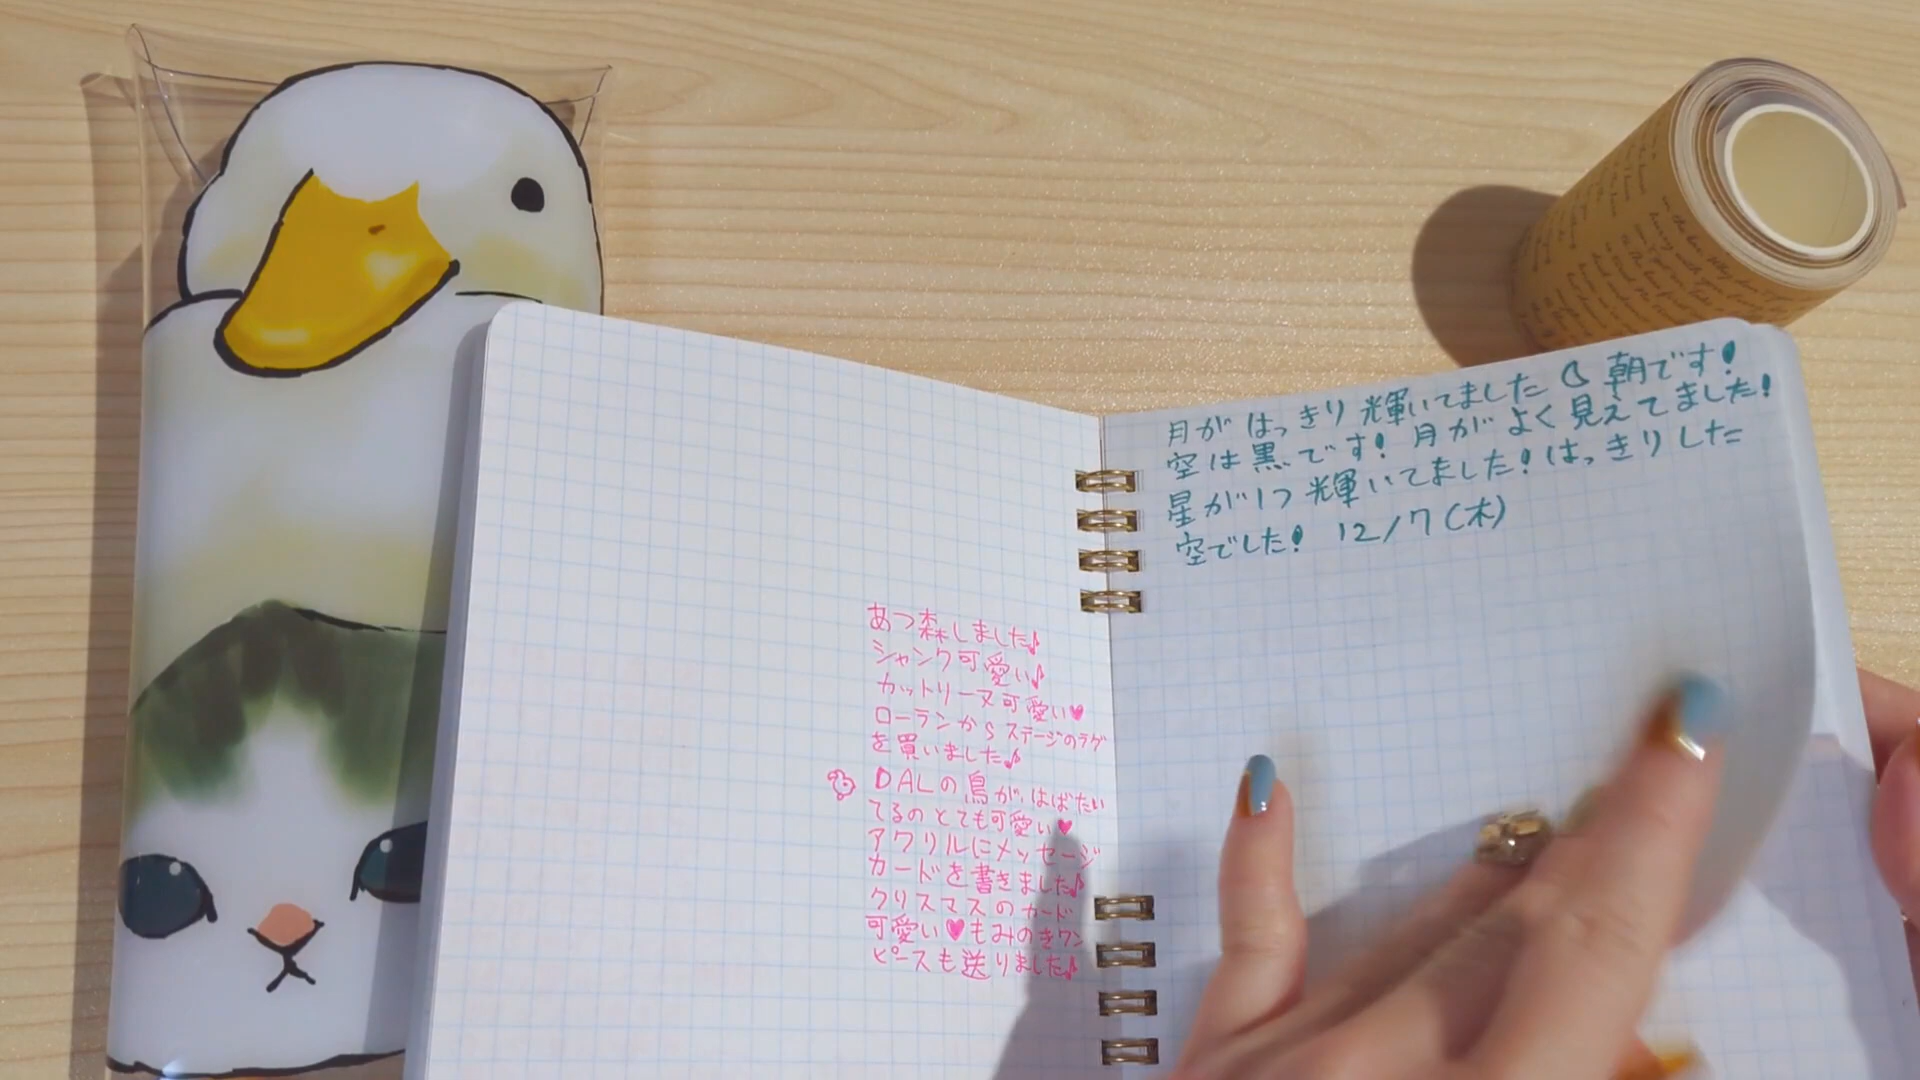 あつ森しました♪
シャンク可愛い♪
カットリーヌ可愛い♥
ローランからステージのラグ
を買いました♪
DALの鳥が、はばたい
てるのとても可愛い♥
アクリルにメッセージ
カードを書きました♪
クリスマスのカード
可愛い♥もみのきワン
ピースも送りました♪
月がはっきり輝いてました☾朝です!
空は黒です!月がよく見えてました!
星が1つ輝いてました!はっきりした
空でした!12/7(木)